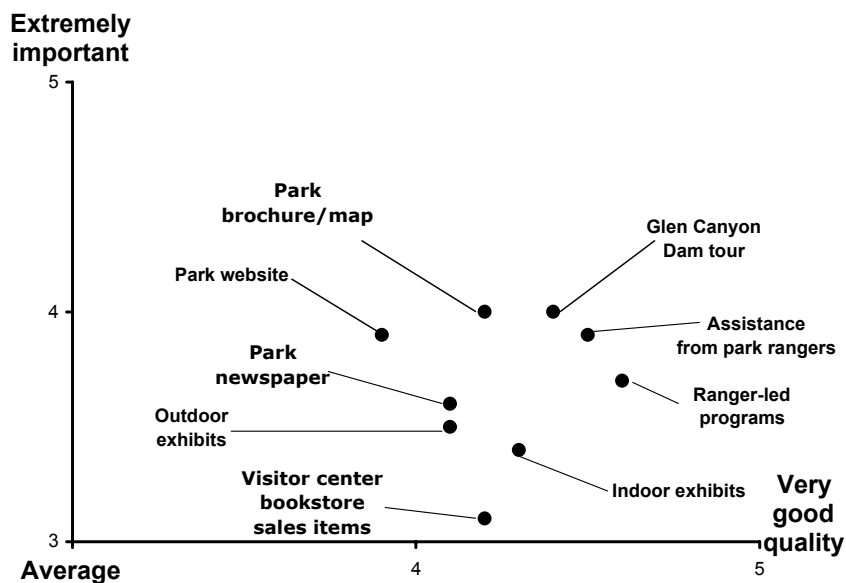 Extremely
important
5
Park
brochure/map
Glen Canyon
Dam tour
Park website
4
Assistance
from park rangers
Park
newspaper
Ranger-led
programs
Outdoor
exhibits
Visitor center
bookstore
sales items
Indoor exhibits
Very
good
quality
3
Average
4
5